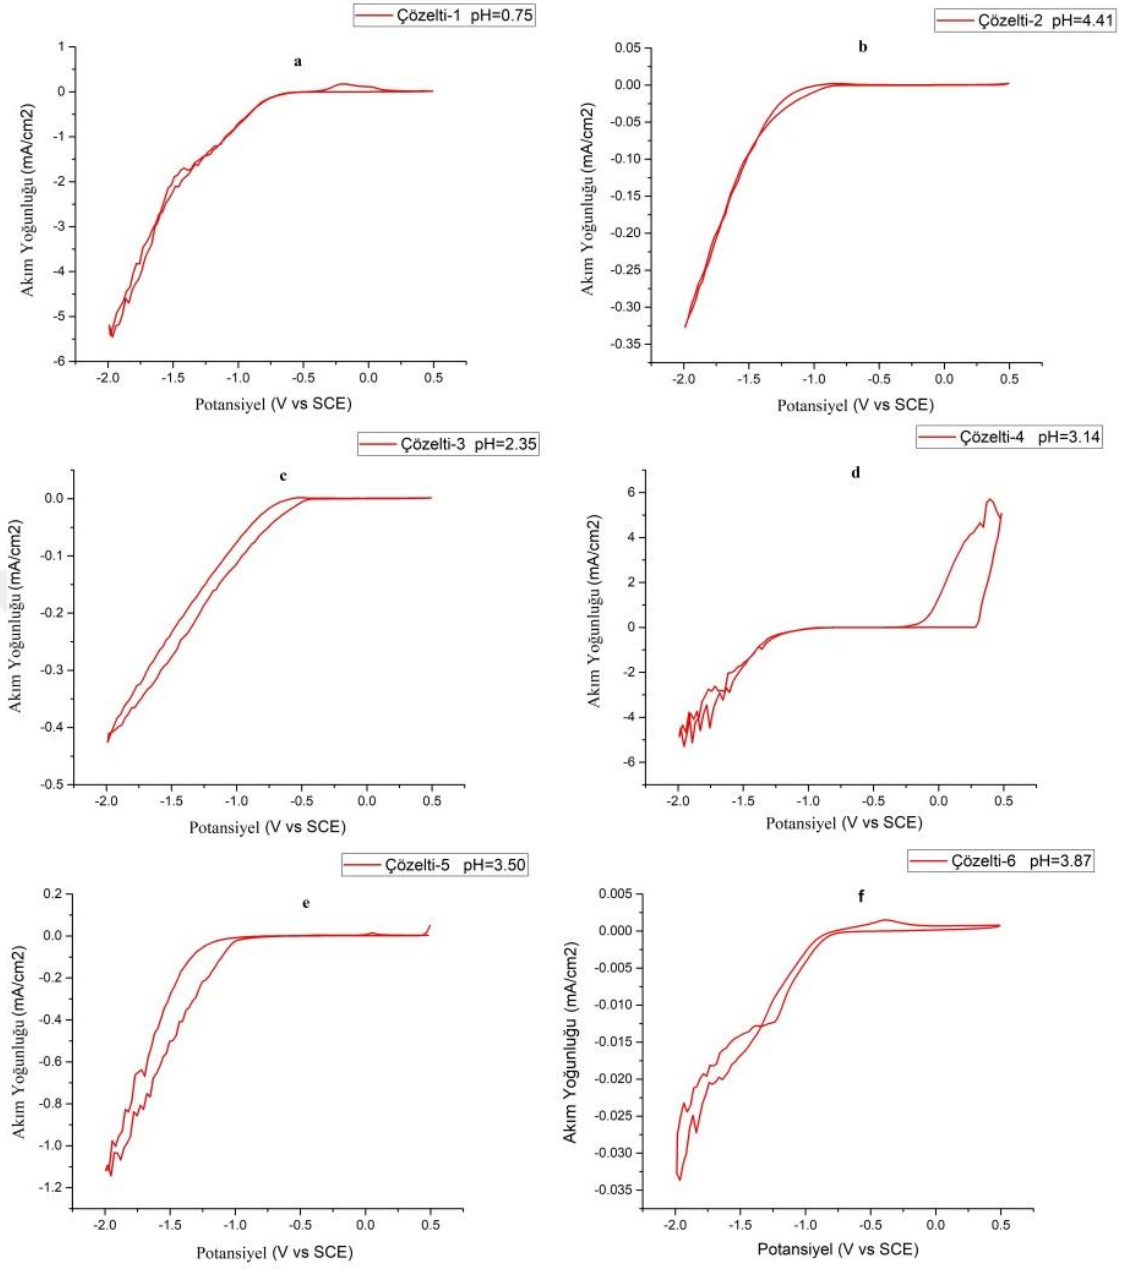 Çözelti-1 pH=0.75
a
1
0
-1
-2
-3
-4
-5
-6
-2.0 -1.5 -1.0 -0.5 0.0 0.5
Akım Yoğunluğu (mA/cm2)
Potansiyel (V vs SCE)
Çözelti-2 pH=4.41
b
0.05
0.00
-0.05
-0.10
-0.15
-0.20
-0.25
-0.30
-0.35
-2.0 -1.5 -1.0 -0.5 0.0 0.5
Akım Yoğunluğu (mA/cm2)
Potansiyel (V vs SCE)
Çözelti-3 pH=2.35
c
0.0
-0.1
-0.2
-0.3
-0.4
-0.5
-2.0 -1.5 -1.0 -0.5 0.0 0.5
Akım Yoğunluğu (mA/cm2)
Potansiyel (V vs SCE)
Çözelti-4 pH=3.14
d
6
4
2
0
-2
-4
-6
-2.0 -1.5 -1.0 -0.5 0.0 0.5
Akım Yoğunluğu (mA/cm2)
Potansiyel (V vs SCE)
Çözelti-5 pH=3.50
e
0.2
0.0
-0.2
-0.4
-0.6
-0.8
-1.0
-1.2
-2.0 -1.5 -1.0 -0.5 0.0 0.5
Akım Yoğunluğu (mA/cm2)
Potansiyel (V vs SCE)
Çözelti-6 pH=3.87
f
0.005
0.000
-0.005
-0.010
-0.015
-0.020
-0.025
-0.030
-0.035
-2.0 -1.5 -1.0 -0.5 0.0 0.5
Akım Yoğunluğu (mA/cm2)
Potansiyel (V vs SCE)